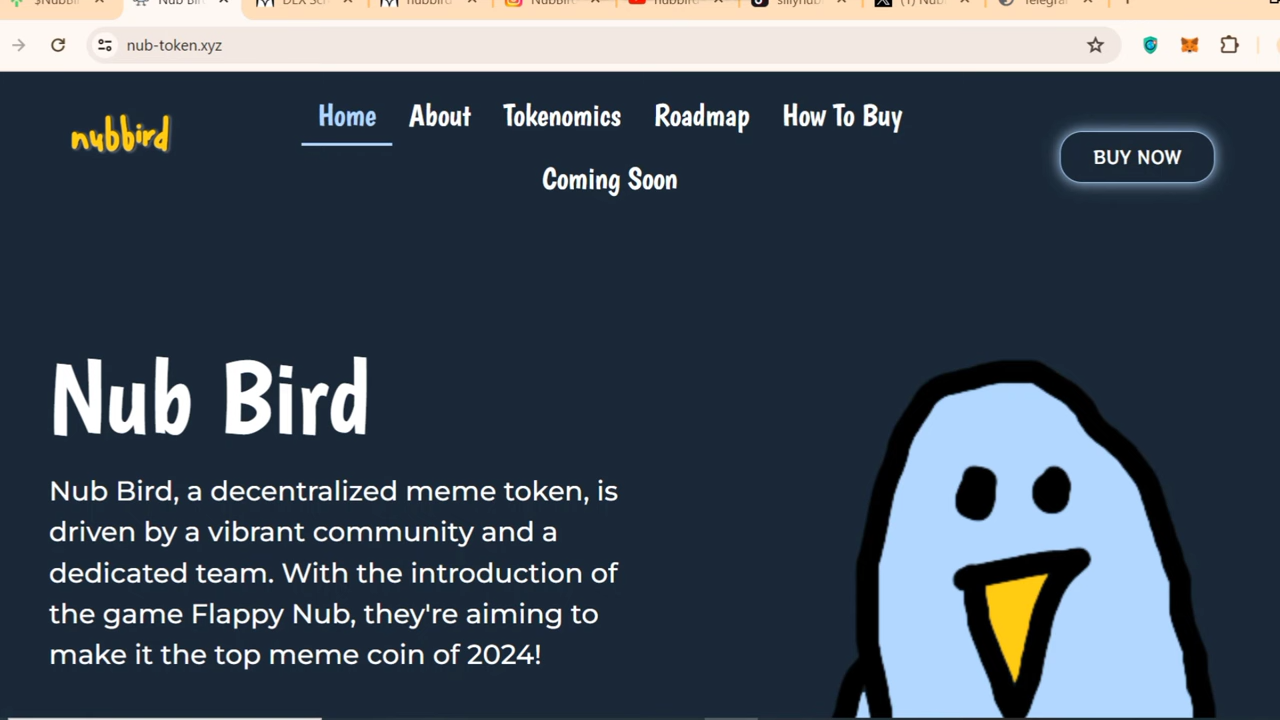 nub-token.xyz
nubbird
Home About Tokenomics Roadmap How To Buy
Coming Soon
BUY NOW
Nub Bird
Nub Bird, a decentralized meme token, is
driven by a vibrant community and a
dedicated team. With the introduction of
the game Flappy Nub, they're aiming to
make it the top meme coin of 2024!